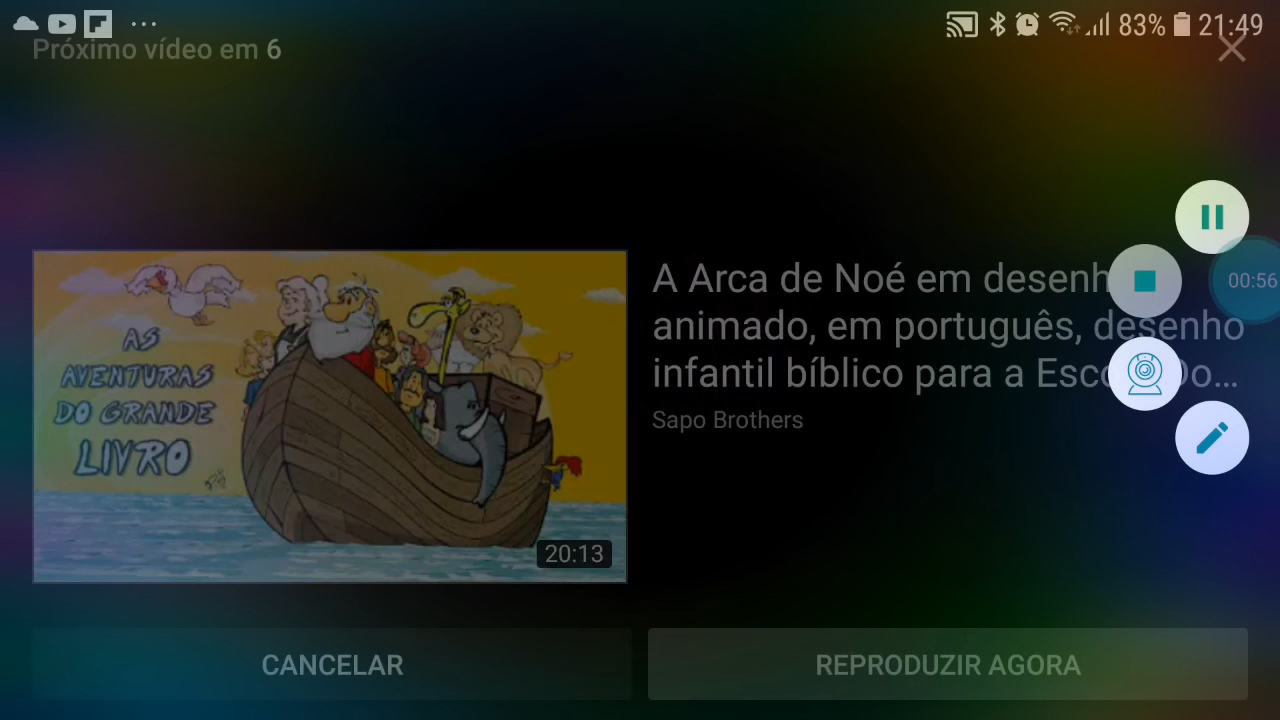 83% 21:49
Próximo vídeo em 6
AS
AVENTURAS
DO GRANDE
LIVRO
20:13
A Arca de Noé em desenh
animado, em português, desenho
infantil bíblico para a Esco Do...
Sapo Brothers
00:56
CANCELAR
REPRODUZIR AGORA